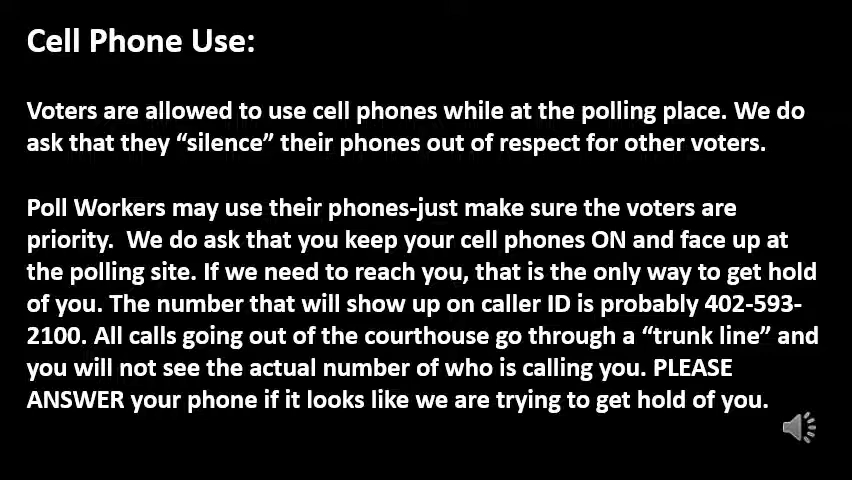 Cell Phone Use:
Voters are allowed to use cell phones while at the polling place. We do
ask that they “silence” their phones out of respect for other voters.
Poll Workers may use their phones-just make sure the voters are
priority.  We do ask that you keep your cell phones ON and face up at
the polling site. If we need to reach you, that is the only way to get hold
of you. The number that will show up on caller ID is probably 402-593-
2100. All calls going out of the courthouse go through a “trunk line” and
you will not see the actual number of who is calling you. PLEASE
ANSWER your phone if it looks like we are trying to get hold of you.